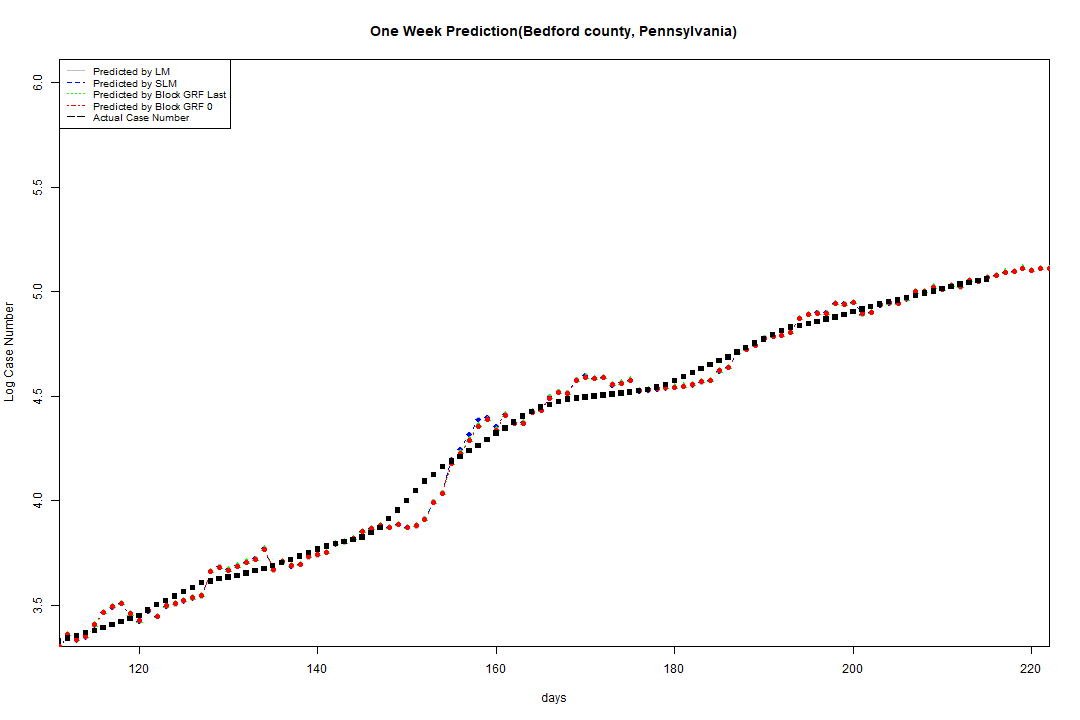 One Week Prediction(Bedford county, Pennsylvania)
Predicted by LM
Predicted by SLM
Predicted by Block GRF Last
Predicted by Block GRF 0
Actual Case Number
6.0
5.5
5.0
4.5
4.0
3.5
Log Case Number
120 140 160 180 200 220
days